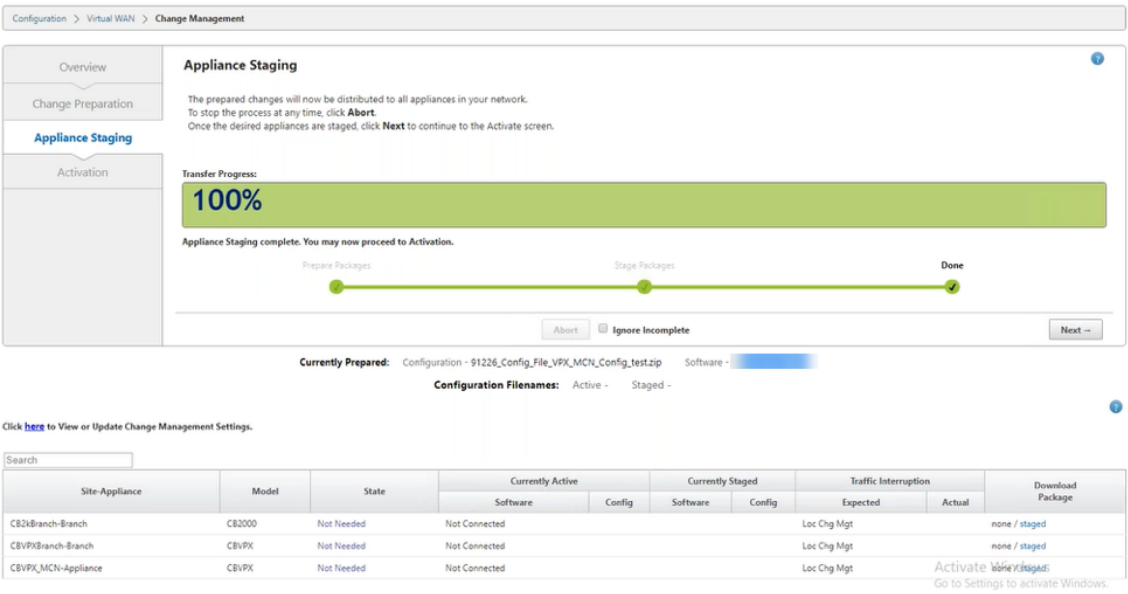 Configuration > Virtual WAN > Change Management
Overview
Change Preparation
Appliance Staging
Activation
Appliance Staging
?
The prepared changes will now be distributed to all appliances in your network.
To stop the process at any time, click Abort.
Once the desired appliances are staged, click Next to continue to the Activate screen.
Transfer Progress:
100%
Appliance Staging complete. You may now proceed to Activation.
Prepare Packages Stage Packages Done
Abort Ignore Incomplete Next →
Currently Prepared: Configuration - 91226_Config_File_VPX_MCN_Config_test.zip Software -
Configuration Filenames: Active - Staged -
?
Click here to View or Update Change Management Settings.
Search
Site-Appliance Model State Currently Active Currently Staged Traffic Interruption Download Package
Software Config Software Config Expected Actual
CB2kBranch-Branch CB2000 Not Needed Not Connected Loc Chg Mgt none / staged
CBVPXBranch-Branch CBVPX Not Needed Not Connected Loc Chg Mgt none / staged
CBVPX_MCN-Appliance CBVPX Not Needed Not Connected Loc Chg Mgt none / staged
Activate Windows
Go to Settings to activate Windows.